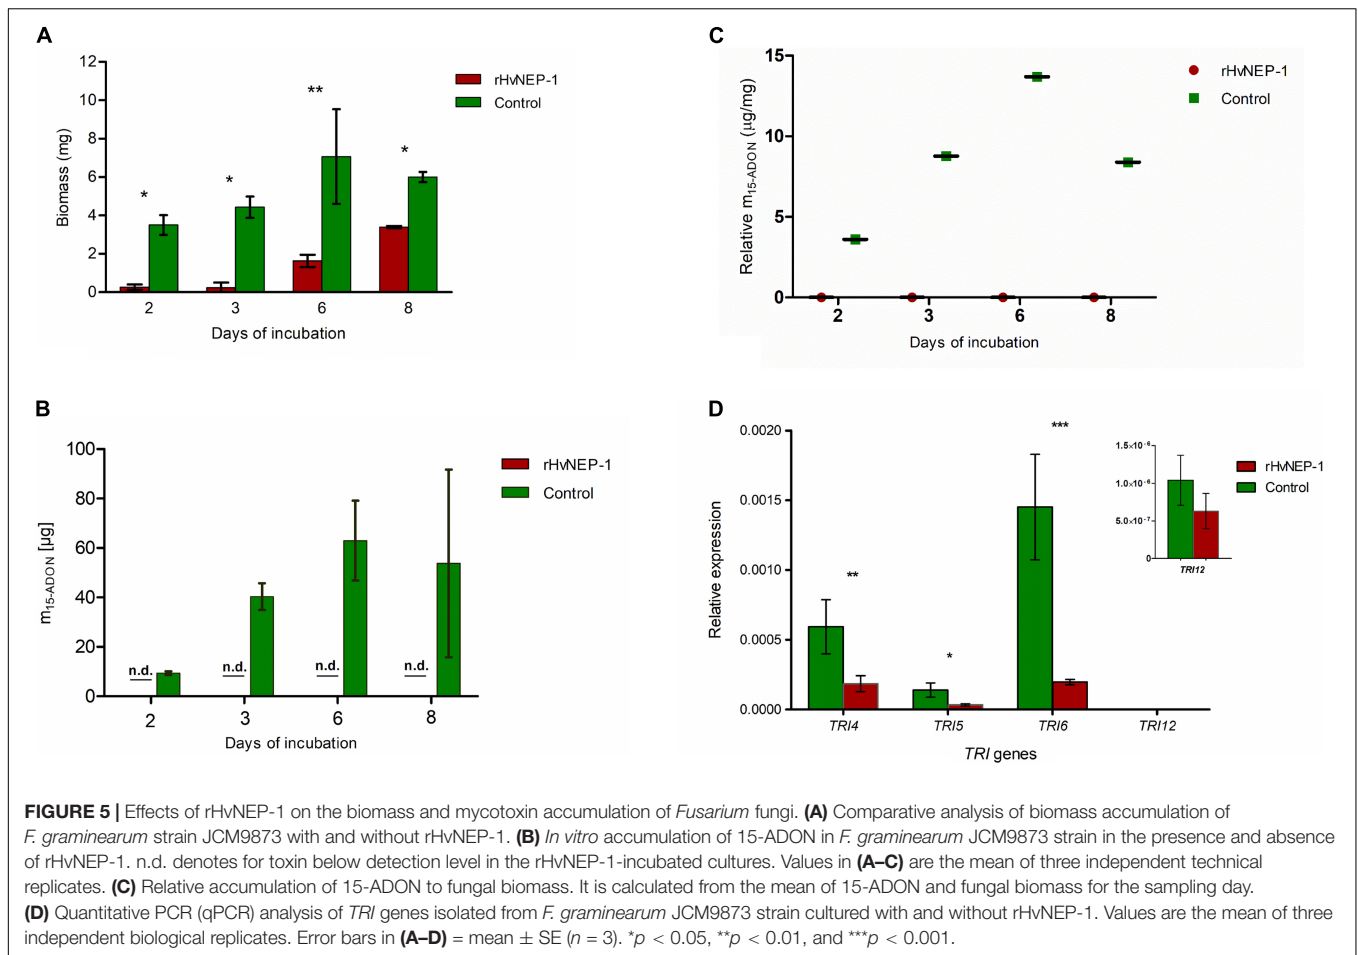 A
12
10
8
6
4
2
0
Biomass (mg)
*
*
**
*
2 3 6 8
Days of incubation
rHvNEP-1
Control
C
15
10
5
0
Relative m15-ADON (µg/mg)
2 3 6 8
Days of incubation
rHvNEP-1
Control
B
100
80
60
40
20
0
m15-ADON [µg]
n.d. n.d. n.d. n.d.
2 3 6 8
Days of incubation
rHvNEP-1
Control
D
0.0020
0.0015
0.0010
0.0005
0.0000
Relative expression
**
*
***
TRI4 TRI5 TRI6 TRI12
TRI genes
1.5×10-6
1.0×10-6
5.0×10-7
0
TRI12
rHvNEP-1
Control
FIGURE 5 | Effects of rHvNEP-1 on the biomass and mycotoxin accumulation of Fusarium fungi. (A) Comparative analysis of biomass accumulation of
F. graminearum strain JCM9873 with and without rHvNEP-1. (B) In vitro accumulation of 15-ADON in F. graminearum JCM9873 strain in the presence and absence
of rHvNEP-1. n.d. denotes for toxin below detection level in the rHvNEP-1-incubated cultures. Values in (A–C) are the mean of three independent technical
replicates. (C) Relative accumulation of 15-ADON to fungal biomass. It is calculated from the mean of 15-ADON and fungal biomass for the sampling day.
(D) Quantitative PCR (qPCR) analysis of TRI genes isolated from F. graminearum JCM9873 strain cultured with and without rHvNEP-1. Values are the mean of three
independent biological replicates. Error bars in (A–D) = mean ± SE (n = 3). *p < 0.05, **p < 0.01, and ***p < 0.001.